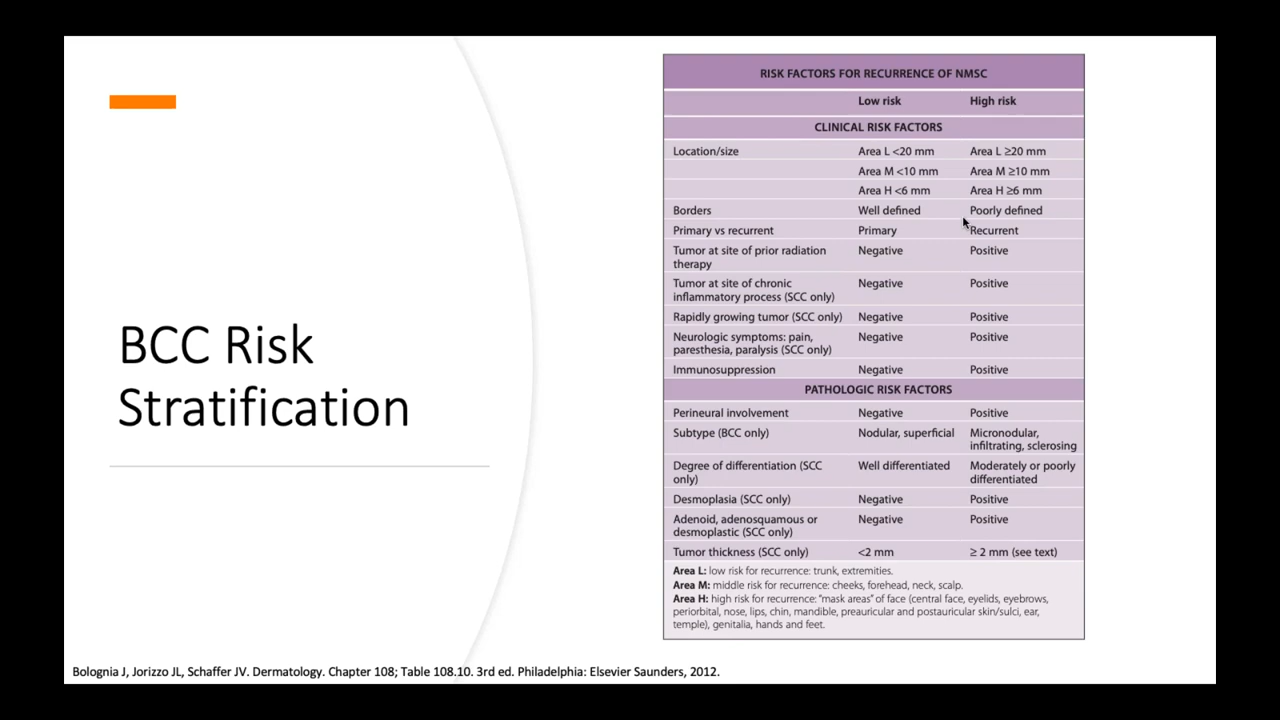 BCC Risk
Stratification
RISK FACTORS FOR RECURRENCE OF NMSC
Low risk High risk
CLINICAL RISK FACTORS
Location/size Area L <20 mm Area L ≥20 mm
Area M <10 mm Area M ≥10 mm
Area H <6 mm Area H ≥6 mm
Borders Well defined Poorly defined
Primary vs recurrent Primary Recurrent
Tumor at site of prior radiation Negative Positive
therapy
Tumor at site of chronic Negative Positive
inflammatory process (SCC only)
Rapidly growing tumor (SCC only) Negative Positive
Neurologic symptoms: pain, Negative Positive
paresthesia, paralysis (SCC only)
Immunosuppression Negative Positive
PATHOLOGIC RISK FACTORS
Perineural involvement Negative Positive
Subtype (BCC only) Nodular, superficial Micronodular,
infiltrating, sclerosing
Degree of differentiation (SCC Well differentiated Moderately or poorly
only) differentiated
Desmoplasia (SCC only) Negative Positive
Adenoid, adenosquamous or Negative Positive
desmoplastic (SCC only)
Tumor thickness (SCC only) <2 mm ≥ 2 mm (see text)
Area L: low risk for recurrence: trunk, extremities.
Area M: middle risk for recurrence: cheeks, forehead, neck, scalp.
Area H: high risk for recurrence: "mask areas" of face (central face, eyelids, eyebrows,
periorbital, nose, lips, chin, mandible, preauricular and postauricular skin/sulci, ear,
temple), genitalia, hands and feet.
Bolognia J, Jorizzo JL, Schaffer JV. Dermatology. Chapter 108; Table 108.10. 3rd ed. Philadelphia: Elsevier Saunders, 2012.